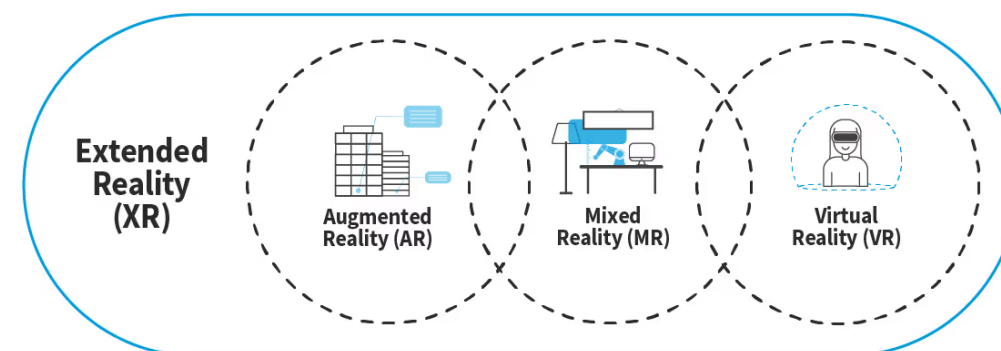 Extended
Reality
(XR)
Augmented
Reality (AR)
Mixed
Reality (MR)
Virtual
Reality (VR)